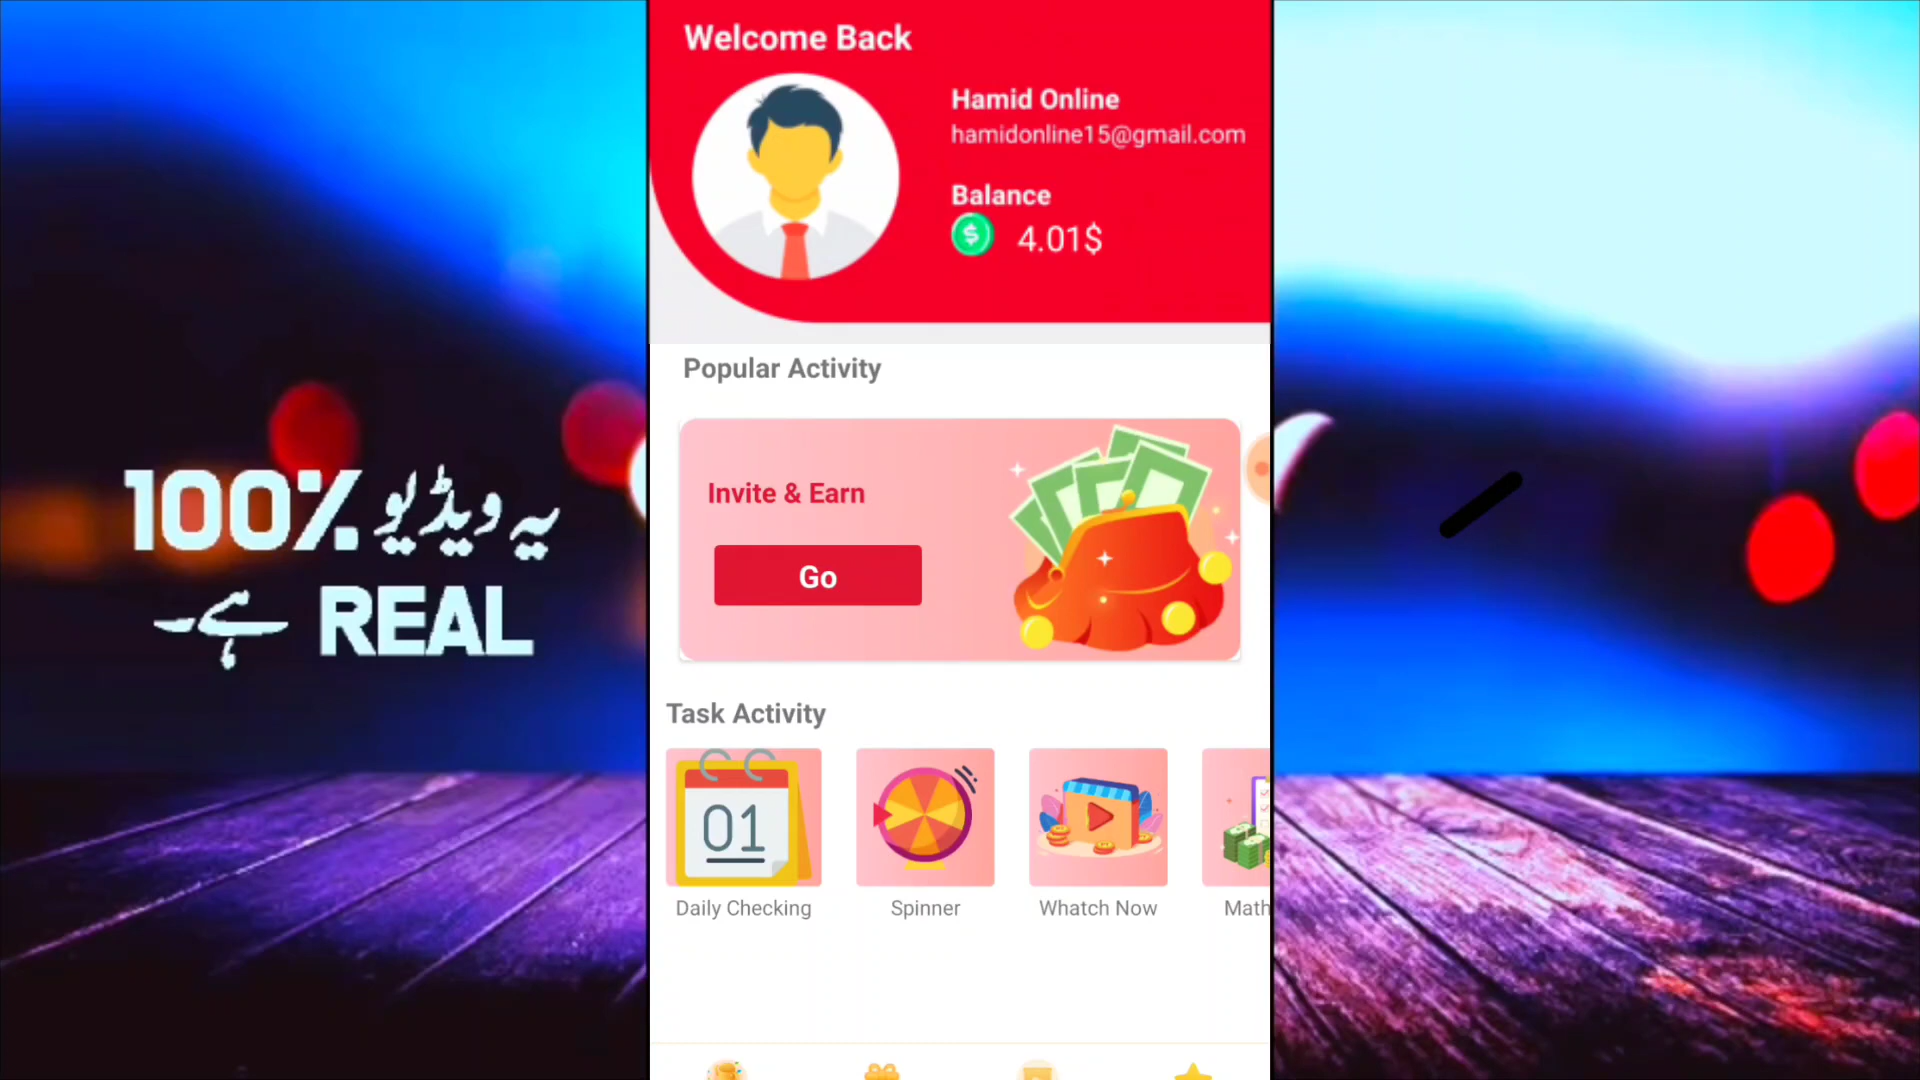 Welcome Back
Hamid Online
hamidonline15@gmail.com
Balance
$ 4.01$
Popular Activity
Invite & Earn
Go
Task Activity
01
Daily Checking
Spinner
Whatch Now
Math
یہ ویڈیو 100%
REAL ہے۔